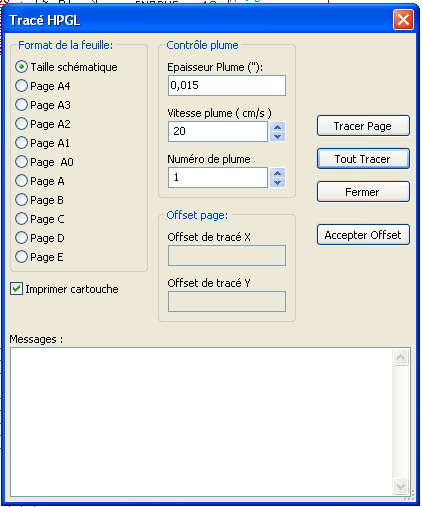 Tracé HPGL
Format de la feuille:
Taille schématique
Page A4
Page A3
Page A2
Page A1
Page  A0
Page A
Page B
Page C
Page D
Page E
Imprimer cartouche
Contrôle plume
Epaisseur Plume ("):
0,015
Vitesse plume ( cm/s )
20
Numéro de plume
1
Offset page:
Offset de tracé X
Offset de tracé Y
Tracer Page
Tout Tracer
Fermer
Accepter Offset
Messages :